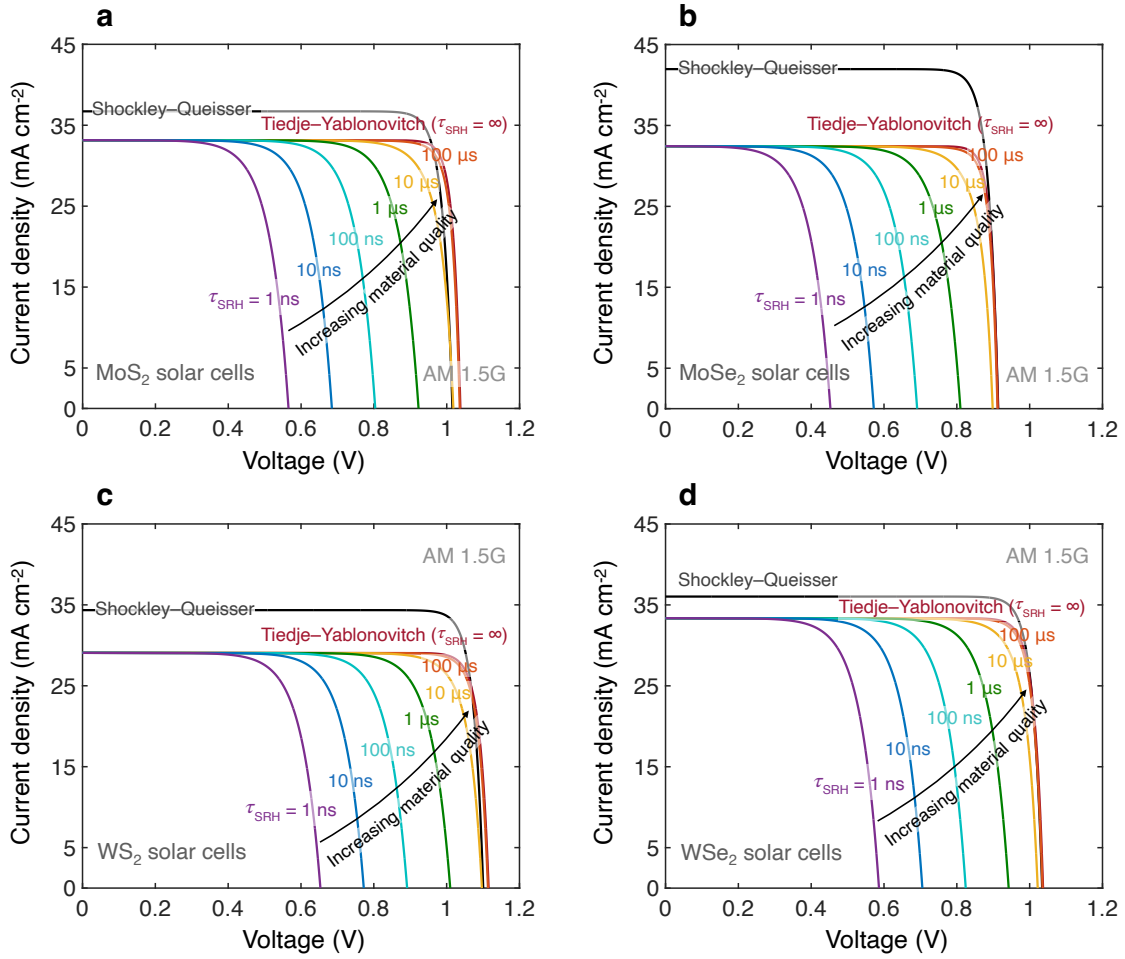 a
45
35
25
15
5
0
Current density (mA cm-2)
Shockley–Queisser
Tiedje–Yablonovitch (τSRH = ∞)
100 µs
10 µs
1 µs
100 ns
10 ns
τSRH = 1 ns
Increasing material quality
MoS2 solar cells
AM 1.5G
0 0.2 0.4 0.6 0.8 1 1.2
Voltage (V)
b
45
35
25
15
5
0
Current density (mA cm-2)
Shockley–Queisser
Tiedje–Yablonovitch (τSRH = ∞)
100 µs
10 µs
1 µs
100 ns
10 ns
τSRH = 1 ns
Increasing material quality
MoSe2 solar cells
AM 1.5G
0 0.2 0.4 0.6 0.8 1 1.2
Voltage (V)
c
45
35
25
15
5
0
Current density (mA cm-2)
AM 1.5G
Shockley–Queisser
Tiedje–Yablonovitch (τSRH = ∞)
100 µs
10 µs
1 µs
100 ns
10 ns
τSRH = 1 ns
Increasing material quality
WS2 solar cells
0 0.2 0.4 0.6 0.8 1 1.2
Voltage (V)
d
45
35
25
15
5
0
Current density (mA cm-2)
AM 1.5G
Shockley–Queisser
Tiedje–Yablonovitch (τSRH = ∞)
100 µs
10 µs
1 µs
100 ns
10 ns
τSRH = 1 ns
Increasing material quality
WSe2 solar cells
0 0.2 0.4 0.6 0.8 1 1.2
Voltage (V)